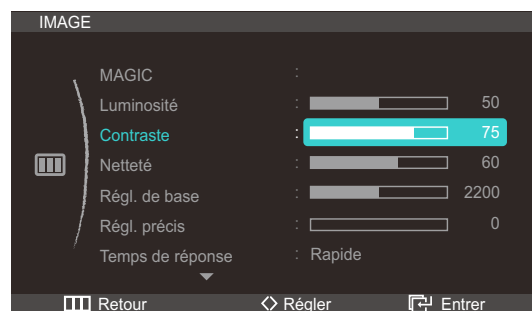 IMAGE
MAGIC :
Luminosité : 50
Contraste : 75
Netteté : 60
Régl. de base : 2200
Régl. précis : 0
Temps de réponse : Rapide
Retour Régler Entrer